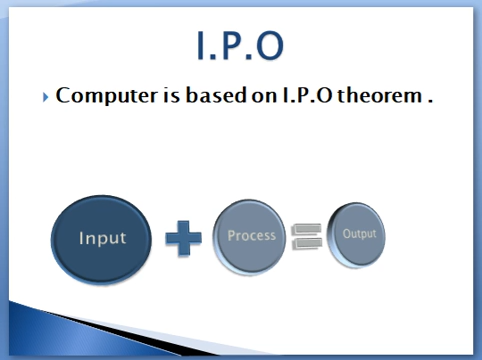 I.P.O
Computer is based on I.P.O theorem .
Input + Process = Output